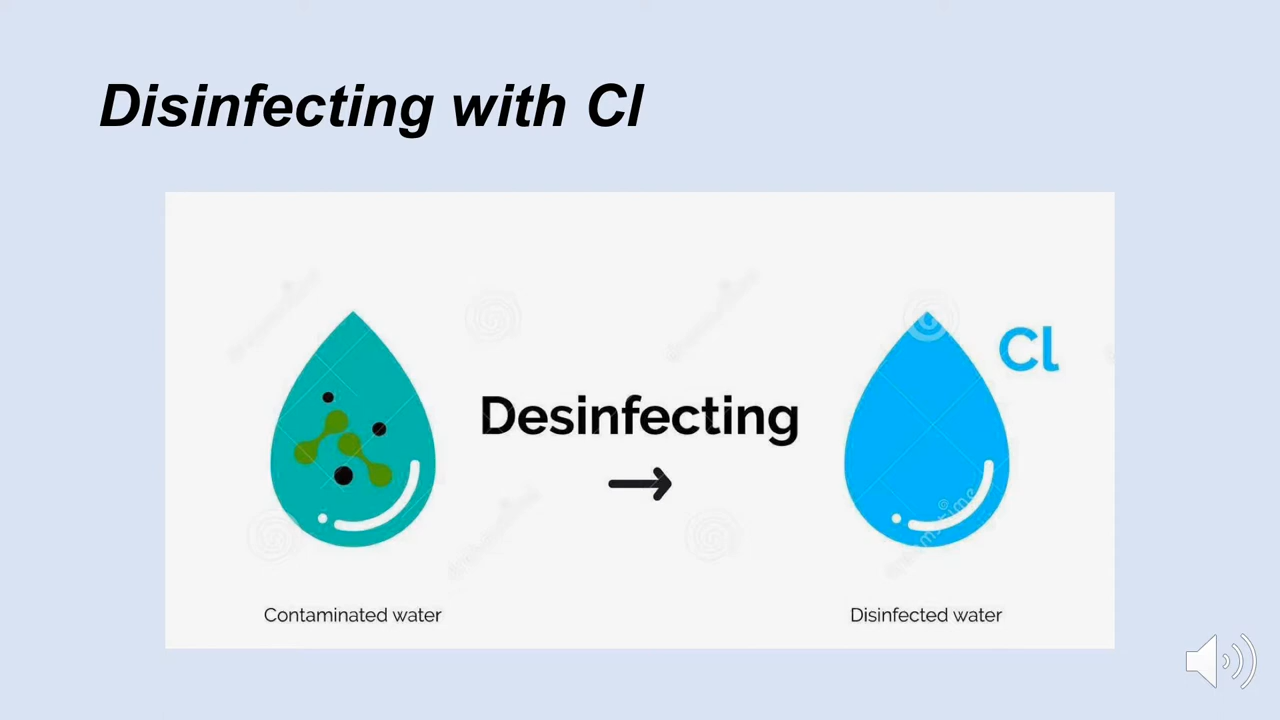 Disinfecting with Cl
Cl
Desinfecting
Contaminated water
Disinfected water